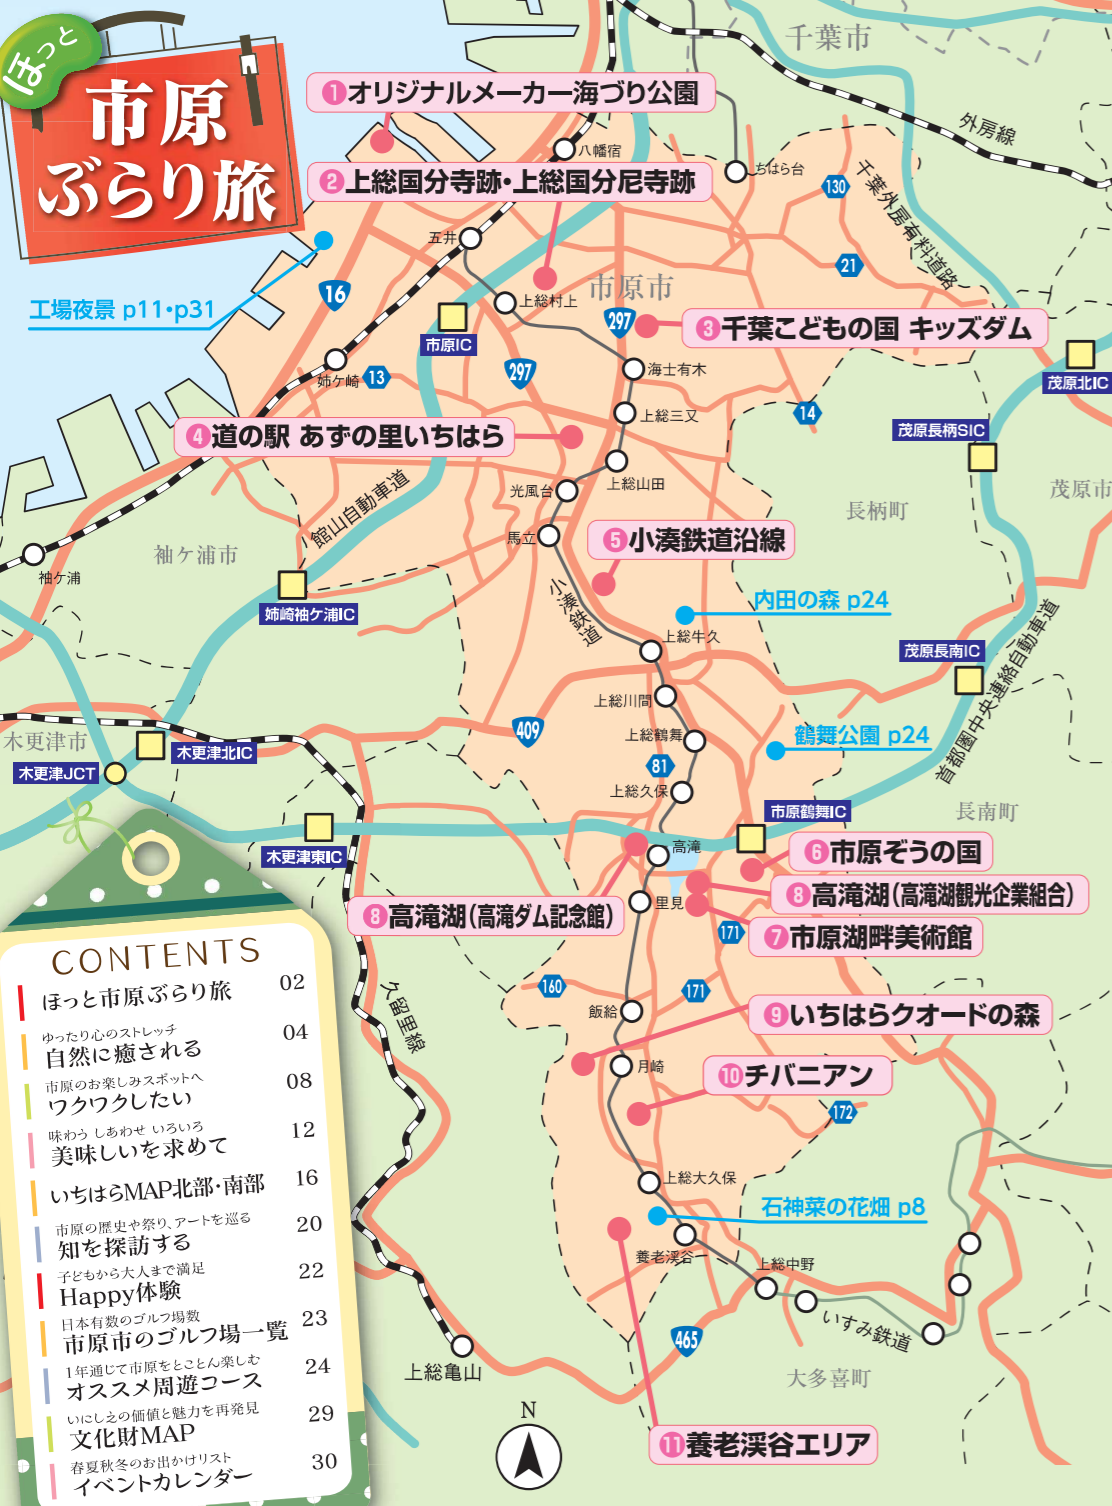 ほっと
市原
ぶらり旅
千葉市
外房線
①オリジナルメーカー海づり公園
八幡宿
ちはら台
②上総国分寺跡・上総国分尼寺跡
130
千葉外房有料道路
五井
21
工場夜景 p11・p31
16
上総村上
市原市
市原IC
297
③千葉こどもの国 キッズダム
茂原北IC
姉ケ崎
13
297
海士有木
上総三又
14
茂原長柄SIC
④道の駅 あずの里いちはら
上総山田
光風台
長柄町
茂原市
館山自動車道
馬立
袖ケ浦市
袖ケ浦
⑤小湊鉄道沿線
小湊鉄道
内田の森 p24
姉崎袖ケ浦IC
上総牛久
茂原長南IC
首都圏中央連絡自動車道
上総川間
409
上総鶴舞
鶴舞公園 p24
木更津市
木更津北IC
木更津JCT
81
上総久保
市原鶴舞IC
長南町
木更津東IC
高滝
⑥市原ぞうの国
⑧高滝湖(高滝湖観光企業組合)
⑧高滝湖(高滝ダム記念館)
里見
171
⑦市原湖畔美術館
160
171
久留里線
飯給
⑨いちはらクオードの森
月崎
⑩チバニアン
172
上総大久保
石神菜の花畑 p8
養老渓谷
上総中野
いすみ鉄道
465
上総亀山
大多喜町
N
⑪養老渓谷エリア
CONTENTS
ほっと市原ぶらり旅 02
ゆったり心のストレッチ
自然に癒される 04
市原のお楽しみスポットへ
ワクワクしたい 08
味わう しあわせ いろいろ
美味しいを求めて 12
いちはらMAP北部・南部 16
市原の歴史や祭り、アートを巡る
知を探訪する 20
子どもから大人まで満足
Happy体験 22
日本有数のゴルフ場数
市原市のゴルフ場一覧 23
1年通じて市原をとことん楽しむ
オススメ周遊コース 24
いにしえの価値と魅力を再発見
文化財MAP 29
春夏秋冬のお出かけリスト
イベントカレンダー 30